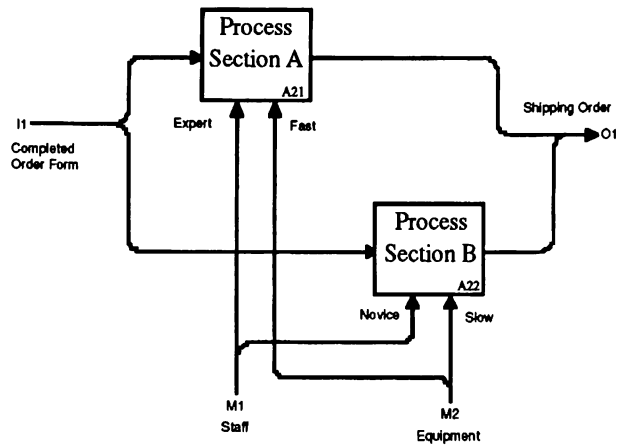 Process
Section A
A21
Expert
Fast
Shipping Order
I1
O1
Completed
Order Form
Process
Section B
A22
Novice
Slow
M1
Staff
M2
Equipment